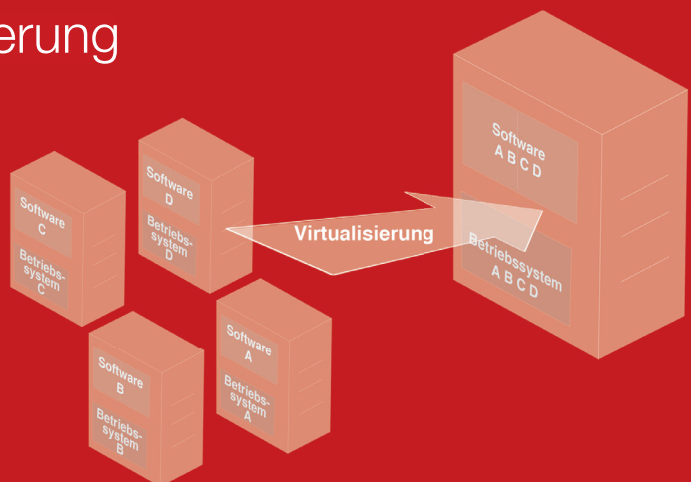 erung
Software
A B C D
Betriebssystem
A B C D
Virtualisierung
Software
D
Betriebs-
system
D
Software
C
Betriebs-
system
C
Software
A
Betriebs-
system
A
Software
B
Betriebs-
system
B